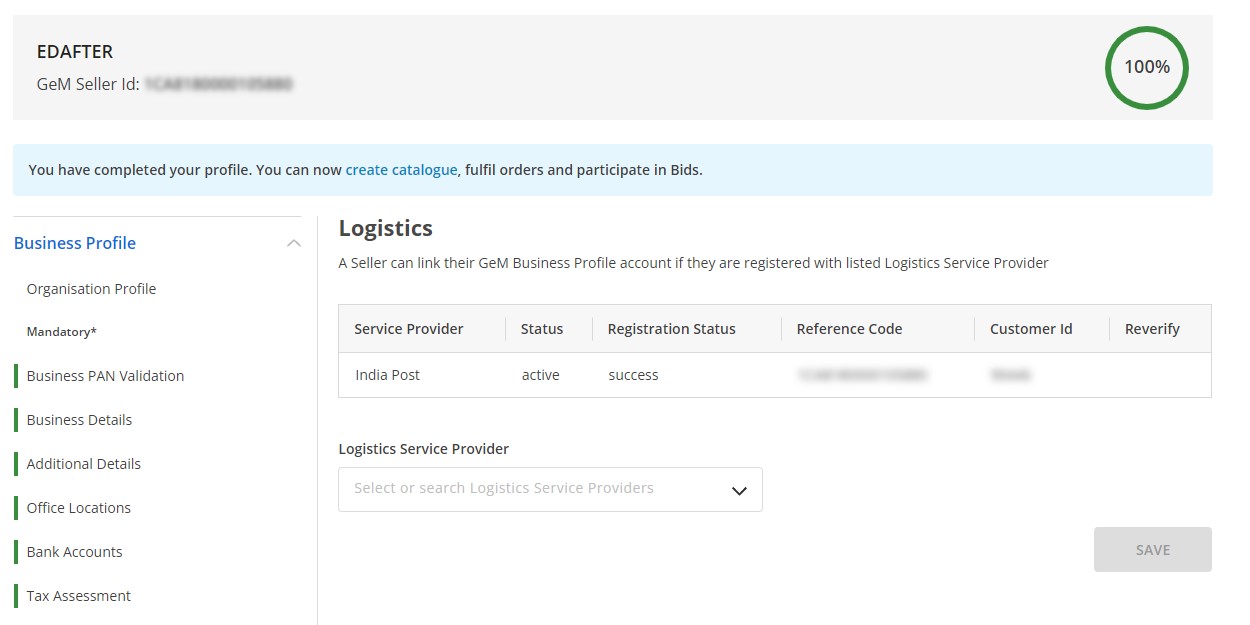 EDAFTER
GeM Seller Id:
100%
You have completed your profile. You can now create catalogue, fulfil orders and participate in Bids.
Business Profile
Organisation Profile
Mandatory*
Business PAN Validation
Business Details
Additional Details
Office Locations
Bank Accounts
Tax Assessment
Logistics
A Seller can link their GeM Business Profile account if they are registered with listed Logistics Service Provider
Service Provider Status Registration Status Reference Code Customer Id Reverify
India Post active success
Logistics Service Provider
Select or search Logistics Service Providers
SAVE